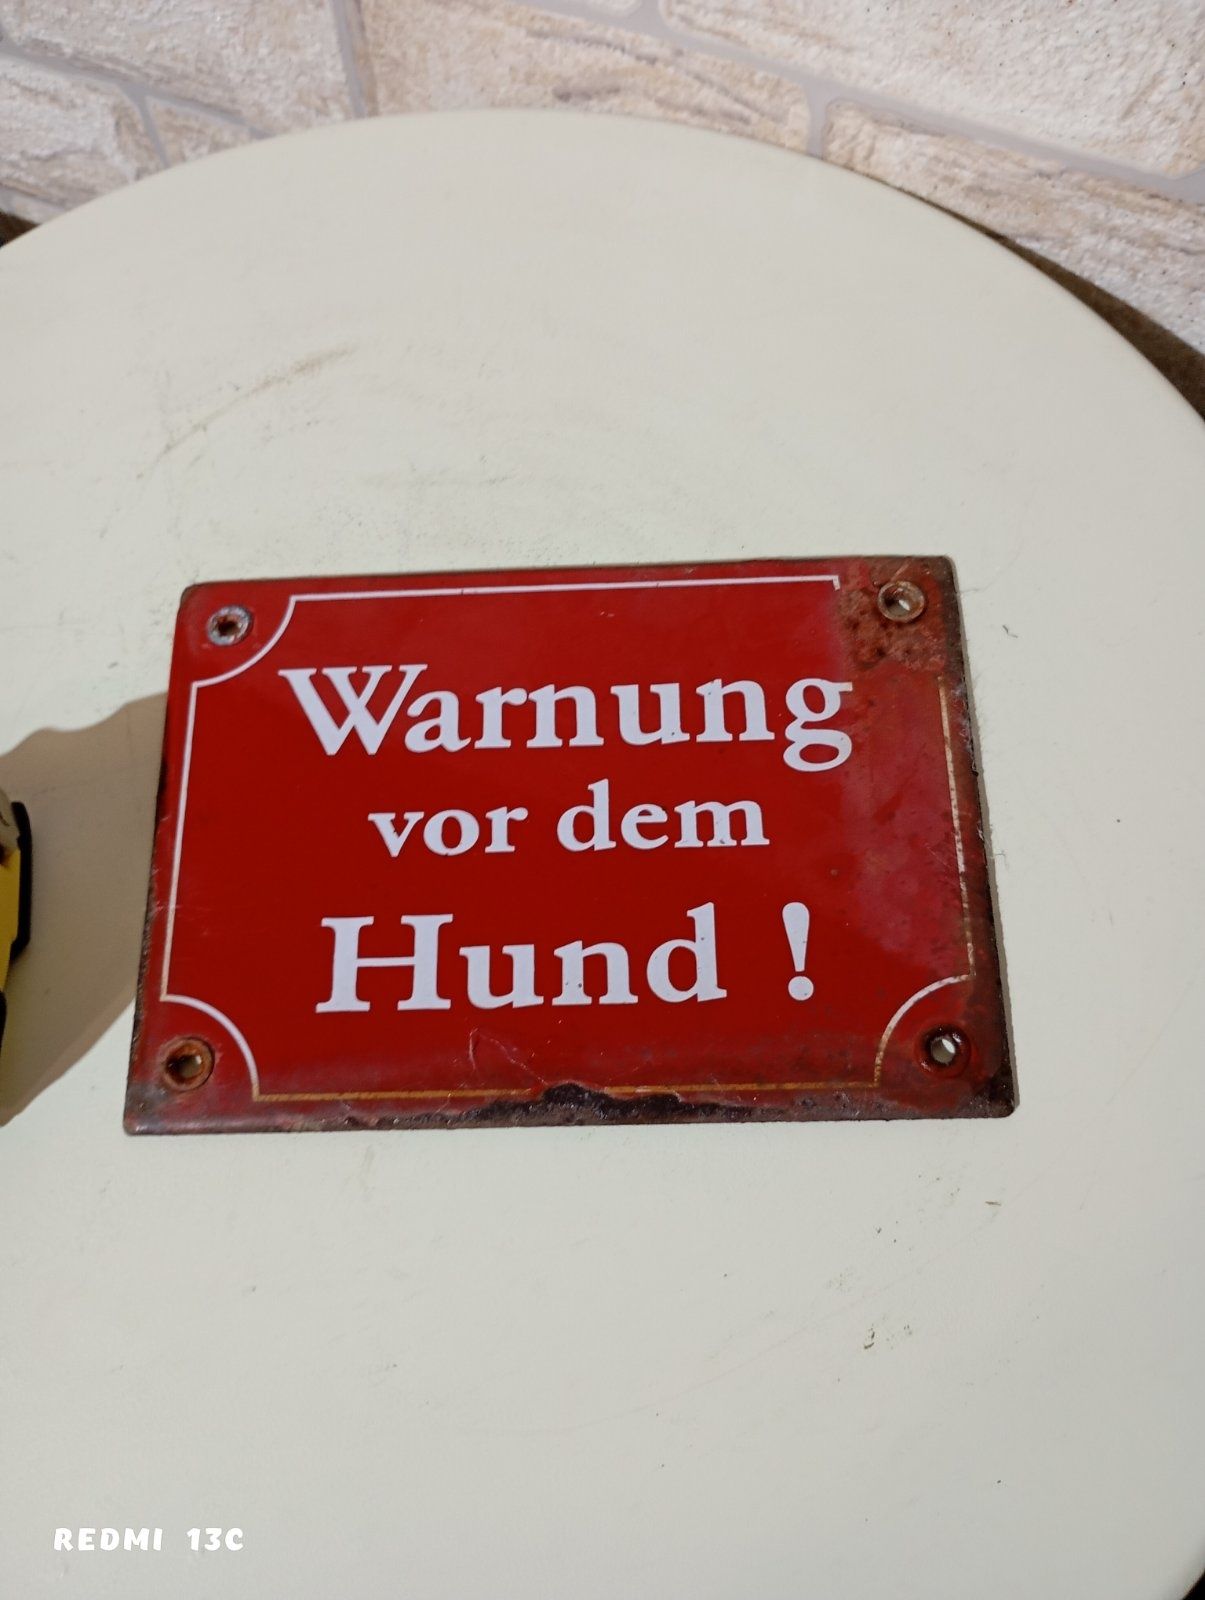 Warnung
vor dem
Hund !
REDMI 13C